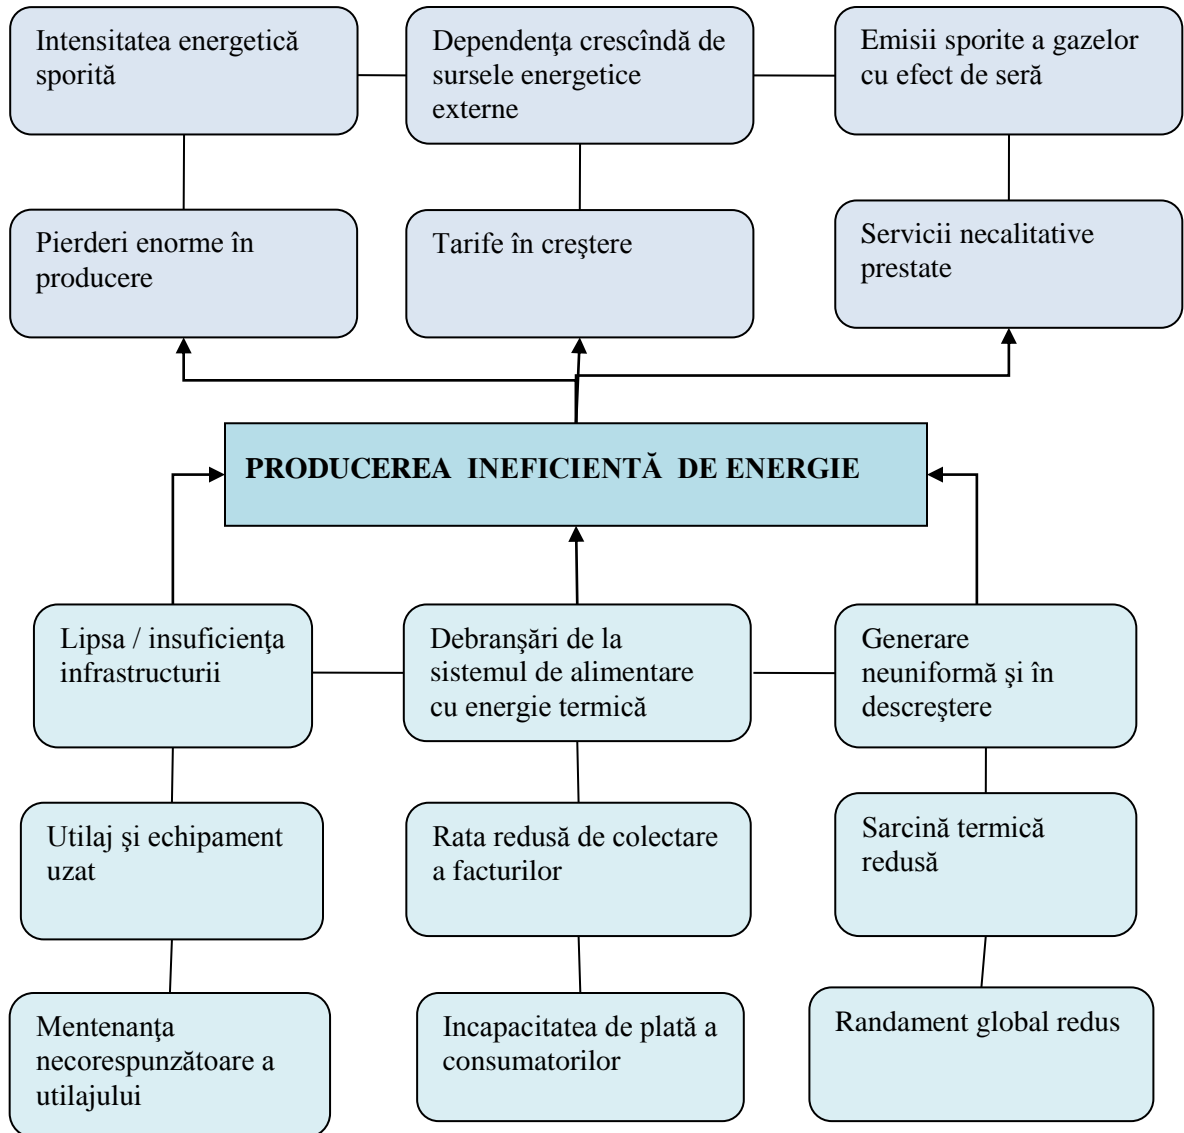 Intensitatea energetică
sporită
Dependenţa crescîndă de
sursele energetice
externe
Emisii sporite a gazelor
cu efect de seră
Pierderi enorme în
producere
Tarife în creştere
Servicii necalitative
prestate
PRODUCEREA INEFICIENTĂ DE ENERGIE
Lipsa / insuficienţa
infrastructurii
Debranşări de la
sistemul de alimentare
cu energie termică
Generare
neuniformă şi în
descreştere
Utilaj şi echipament
uzat
Rata redusă de colectare
a facturilor
Sarcină termică
redusă
Mentenanţa
necorespunzătoare a
utilajului
Incapacitatea de plată a
consumatorilor
Randament global redus